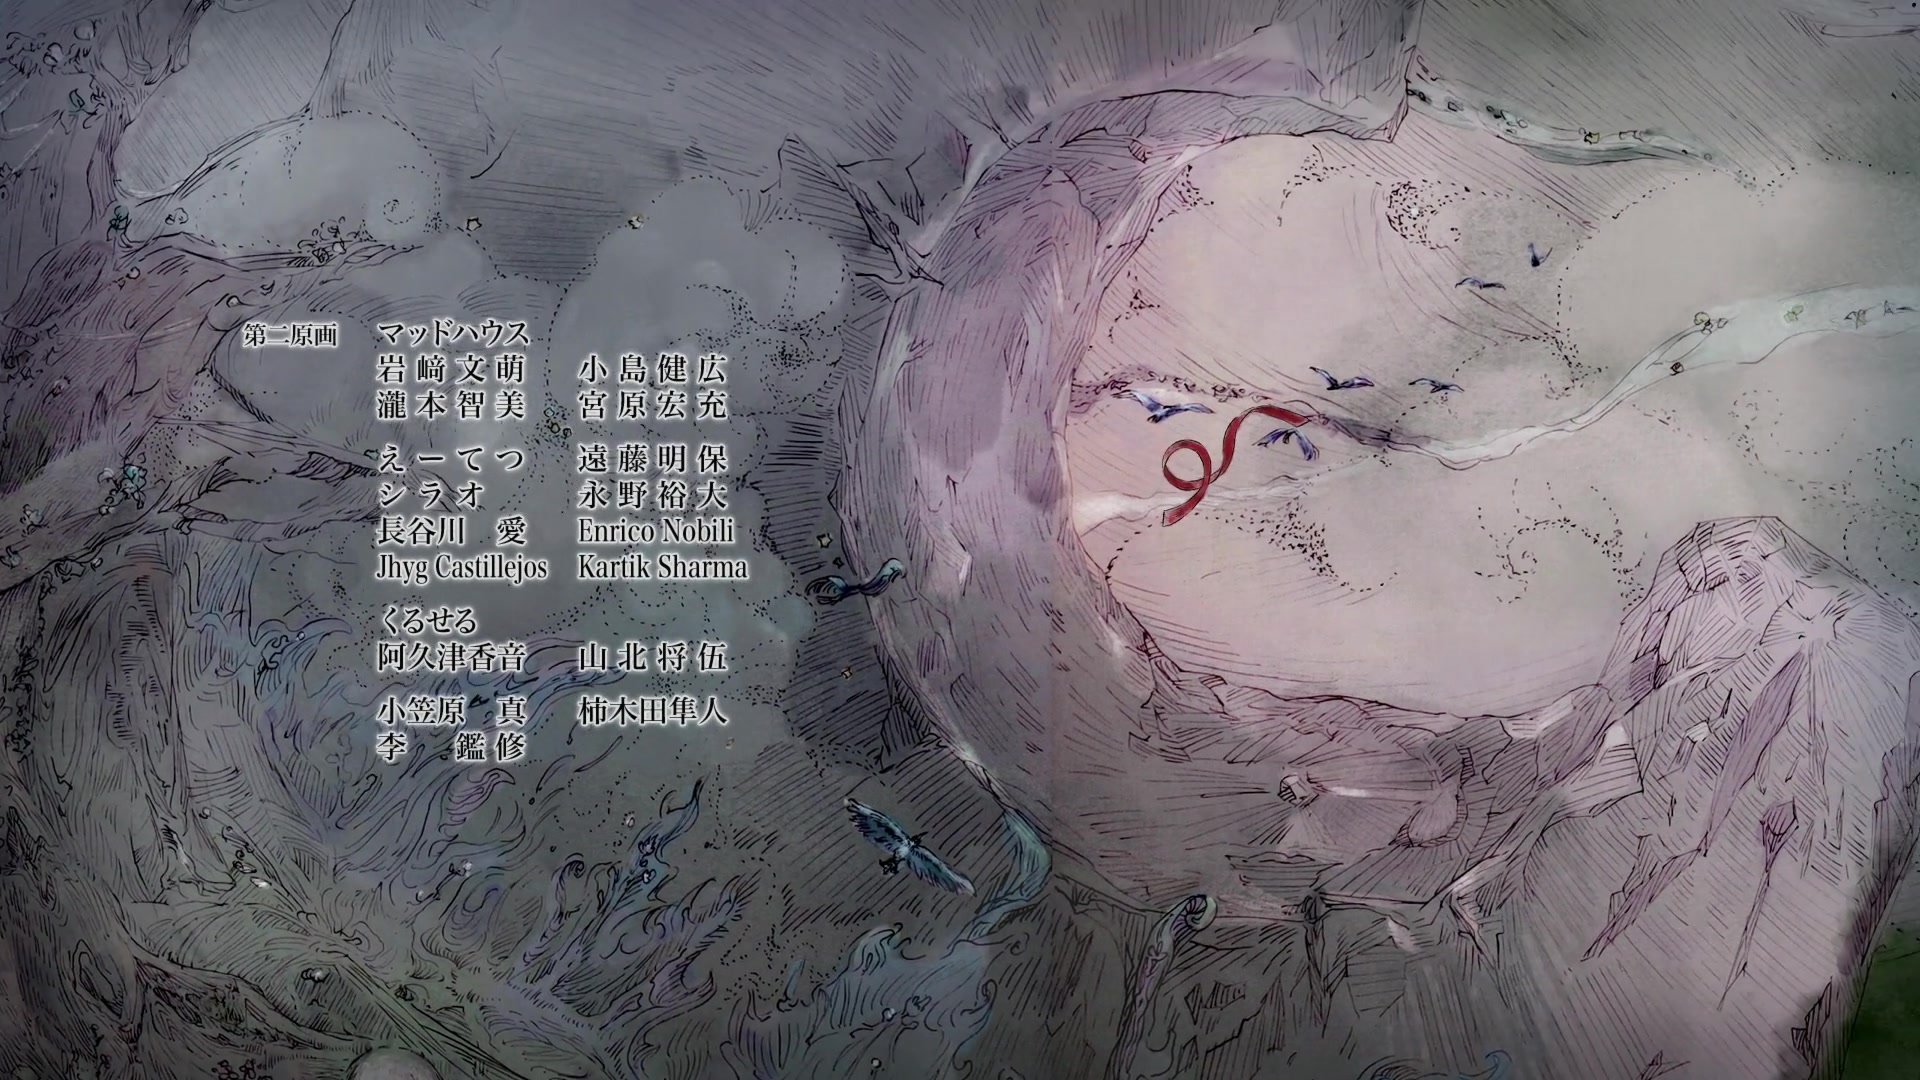 第二原画 マッドハウス
岩﨑文萌 小島健広
瀧本智美 宮原宏充
えーてつ 遠藤明保
シラオ 永野裕大
長谷川 愛 Enrico Nobili
Jhyg Castillejos Kartik Sharma
くるせる
阿久津香音 山北将伍
小笠原 真 柿木田隼人
李 鑑修